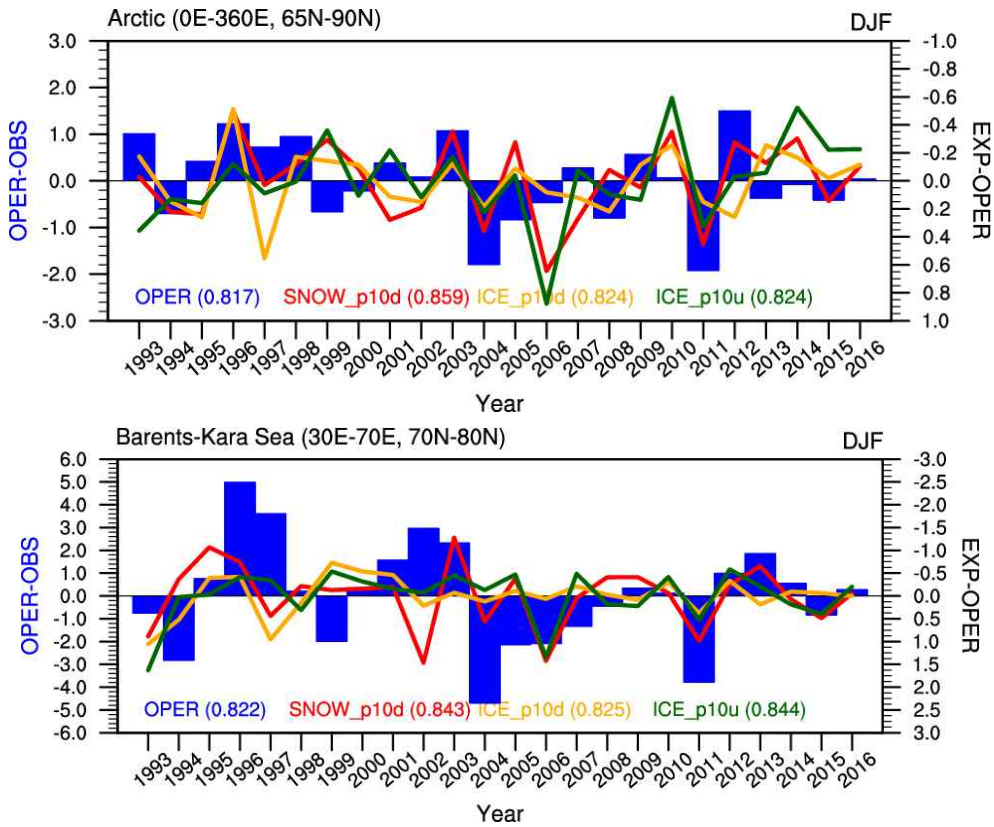 Arctic (0E-360E, 65N-90N) DJF
3.0 -1.0
-0.8
2.0 -0.6
1.0 -0.4
-0.2
0.0 0.0
0.2
-1.0 0.4
-2.0 0.6
0.8
-3.0 1.0
OPER-OBS
EXP-OPER
OPER (0.817) SNOW_p10d (0.859) ICE_p10d (0.824) ICE_p10u (0.824)
1993 1994 1995 1996 1997 1998 1999 2000 2001 2002 2003 2004 2005 2006 2007 2008 2009 2010 2011 2012 2013 2014 2015 2016
Year
Barents-Kara Sea (30E-70E, 70N-80N) DJF
6.0 -3.0
5.0 -2.5
4.0 -2.0
3.0 -1.5
2.0 -1.0
1.0 -0.5
0.0 0.0
-1.0 0.5
-2.0 1.0
-3.0 1.5
-4.0 2.0
-5.0 2.5
-6.0 3.0
OPER-OBS
EXP-OPER
OPER (0.822) SNOW_p10d (0.843) ICE_p10d (0.825) ICE_p10u (0.844)
1993 1994 1995 1996 1997 1998 1999 2000 2001 2002 2003 2004 2005 2006 2007 2008 2009 2010 2011 2012 2013 2014 2015 2016
Year